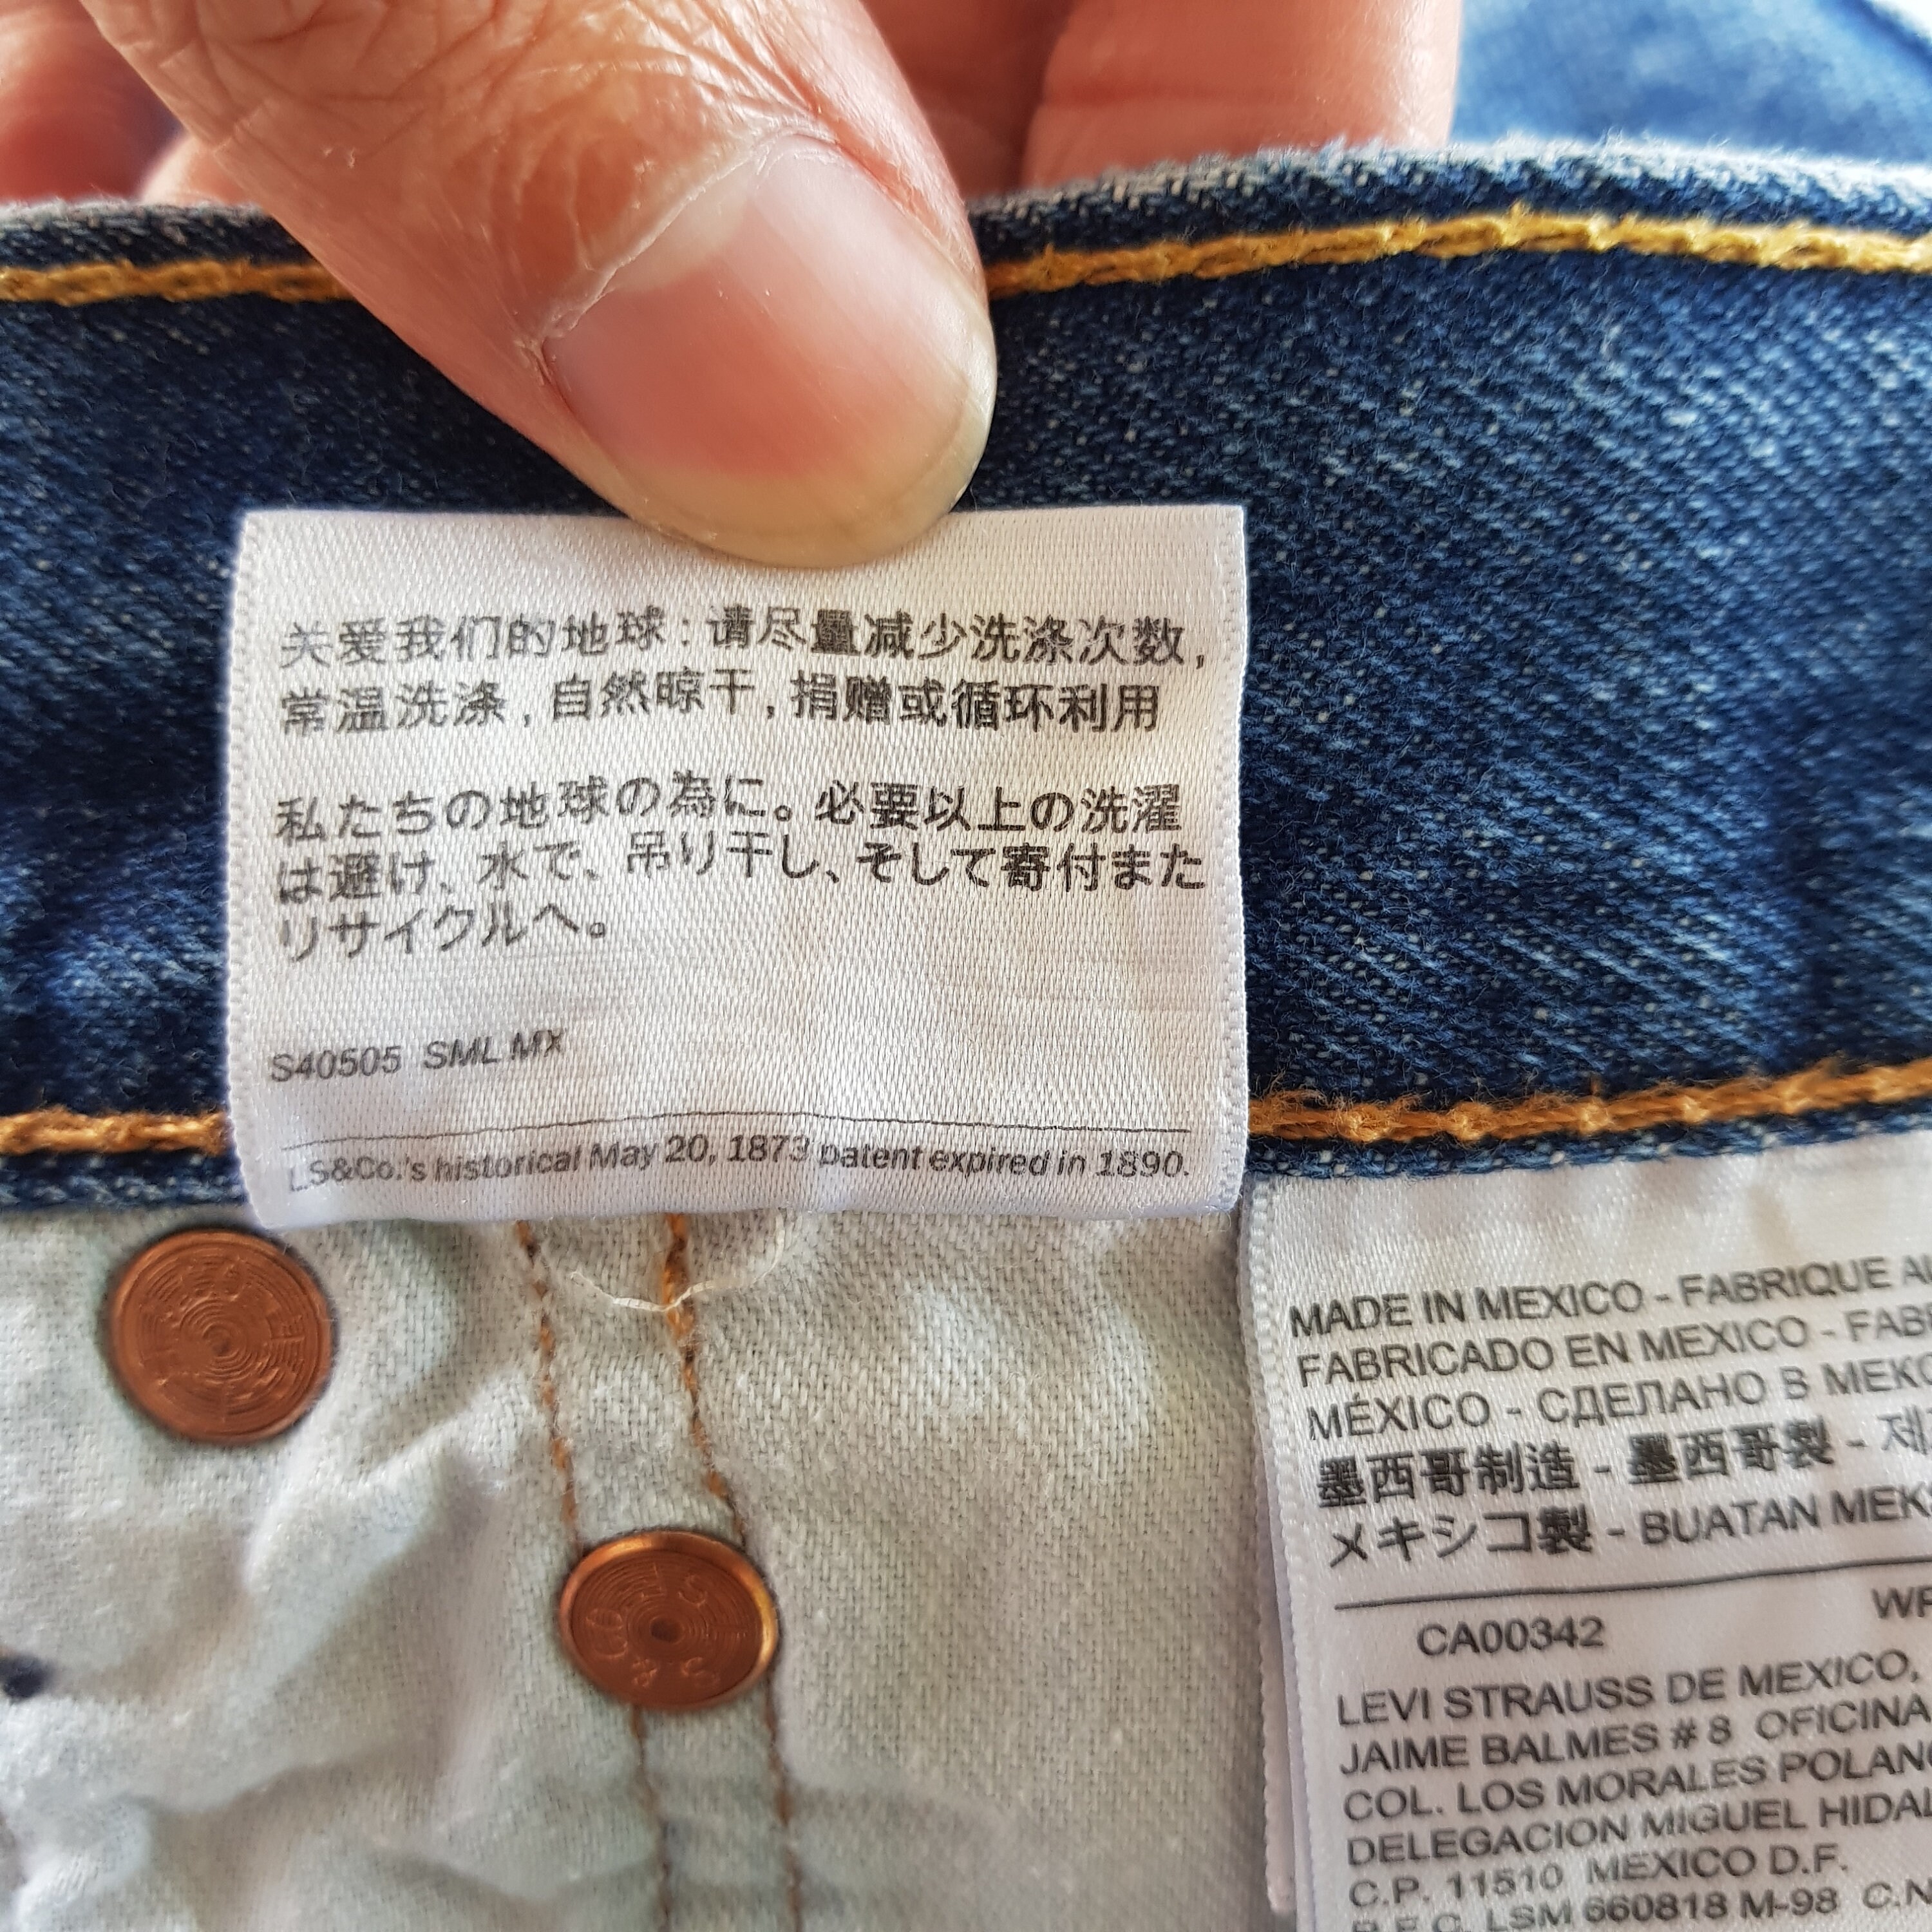 关爱我们的地球:请尽量减少洗涤次数,
常温洗涤,自然晾干,捐赠或循环利用
私たちの地球の為に。必要以上の洗濯
は避け、水で、吊り干し、そして寄付また
リサイクルへ。
S40505 SML MX
L.S&Co.'s historical May 20, 1873 patent expired in 1890.
MADE IN MEXICO - FABRIQUE
FABRICADO EN MEXICO - FAB
MÉXICO - СДЕЛАНО В МЕКС
墨西哥制造 - 墨西哥製 - 제
メキシコ製 - BUATAN MEK
CA00342
LEVI STRAUSS DE MEXICO,
JAIME BALMES # 8 OFICINA
COL. LOS MORALES POLANC
DELEGACION MIGUEL HIDAL
C.P. 11510 MEXICO D.F.
R.F.C. LSM 660818 M-98 C.N